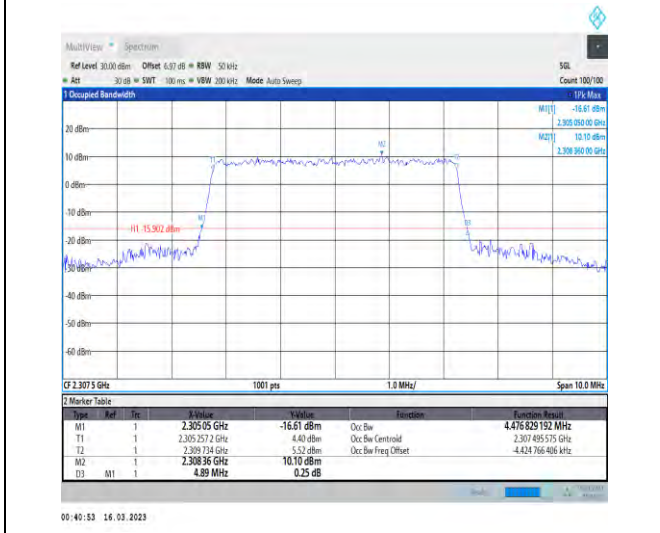 MultiView Spectrum
Ref Level 30.00 dBm Offset 6.97 dB RBW 50 kHz SGL
Att 30 dB SWT 100 ms VBW 200 kHz Mode Auto Sweep Count 100/100
1 Occupied Bandwidth 1Pk Max
M1[1] -16.61 dBm
2.305 050 00 GHz
M2[1] 10.10 dBm
2.308 360 00 GHz
20 dBm
M2
10 dBm
T1
0 dBm
-10 dBm
M1
H1 -15.902 dBm
-20 dBm
-30 dBm
-40 dBm
-50 dBm
-60 dBm
CF 2.3075 GHz 1001 pts 1.0 MHz/ Span 10.0 MHz
2 Marker Table
Type Ref Trc X-Value Y-Value Function Function Result
M1 1 2.30505 GHz -16.61 dBm Occ Bw 4.476 829 192 MHz
T1 1 2.305 257 2 GHz 4.40 dBm Occ Bw Centroid 2.307 495 575 GHz
T2 1 2.309 734 GHz 5.52 dBm Occ Bw Freq Offset -4.424 766 406 kHz
M2 1 2.308 36 GHz 10.10 dBm
D3 M1 1 4.89 MHz 0.25 dB
00:40:53 16.03.2023